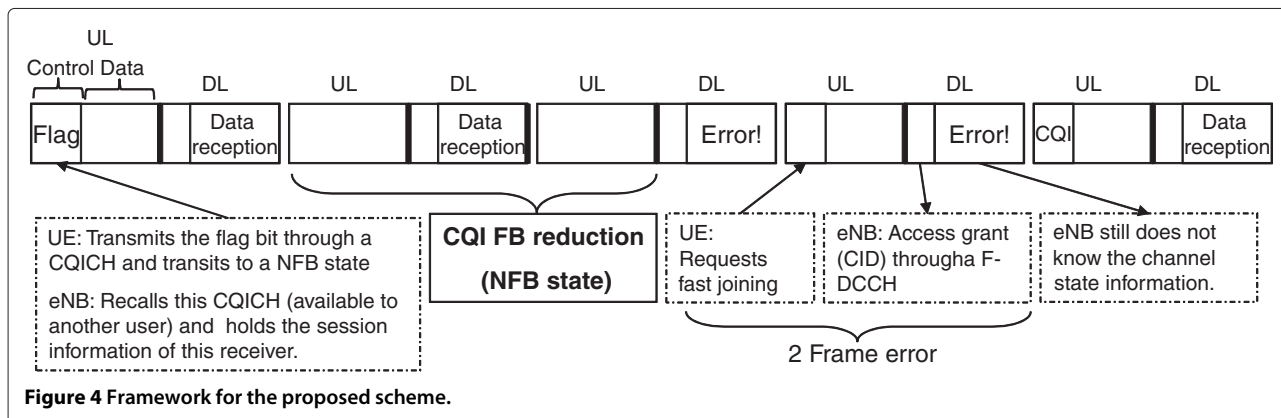 UL
Control Data
DL
UL
DL
UL
DL
UL
DL
UL
DL
Flag
Data
reception
Data
reception
Error!
Error!
CQI
Data
reception
UE: Transmits the flag bit through a
CQICH and transits to a NFB state
eNB: Recalls this CQICH (available to
another user) and holds the session
information of this receiver.
CQI FB reduction
(NFB state)
UE:
Requests
fast joining
eNB: Access grant
(CID) througha F-
DCCH
eNB still does not
know the channel
state information.
2 Frame error
Figure 4 Framework for the proposed scheme.